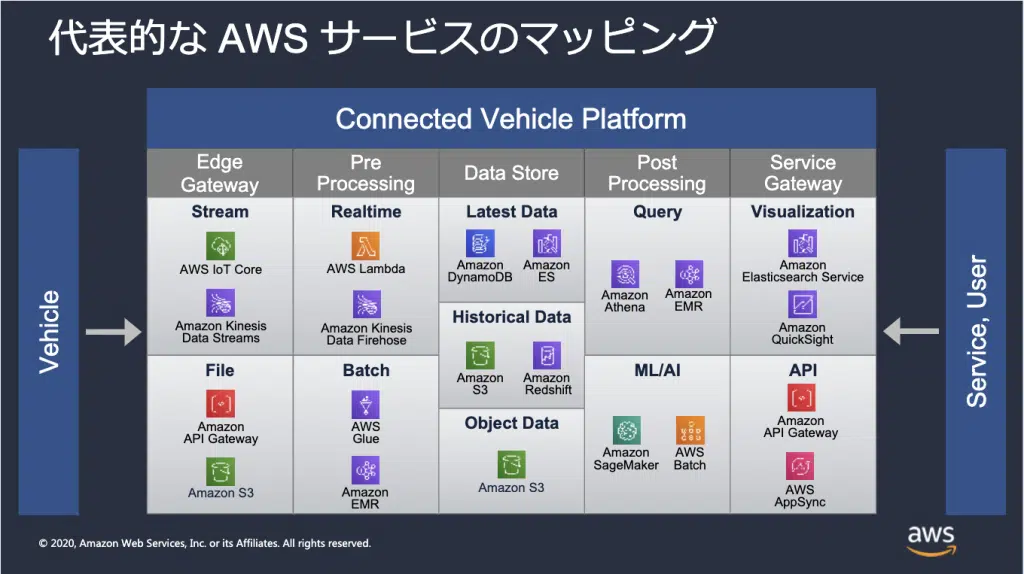 代表的な AWS サービスのマッピング
Connected Vehicle Platform
Vehicle
Edge
Gateway
Pre
Processing
Data Store
Post
Processing
Service
Gateway
Stream
AWS IoT Core
Amazon Kinesis
Data Streams
File
Amazon
API Gateway
Amazon S3
Realtime
AWS Lambda
Amazon Kinesis
Data Firehose
Batch
AWS
Glue
Amazon
EMR
Latest Data
Amazon
DynamoDB
Amazon
ES
Historical Data
Amazon
S3
Amazon
Redshift
Object Data
Amazon S3
Query
Amazon
Athena
Amazon
EMR
ML/AI
Amazon
SageMaker
AWS
Batch
Visualization
Amazon
Elasticsearch Service
Amazon
QuickSight
API
Amazon
API Gateway
AWS
AppSync
Service, User
© 2020, Amazon Web Services, Inc. or its Affiliates. All rights reserved.
aws